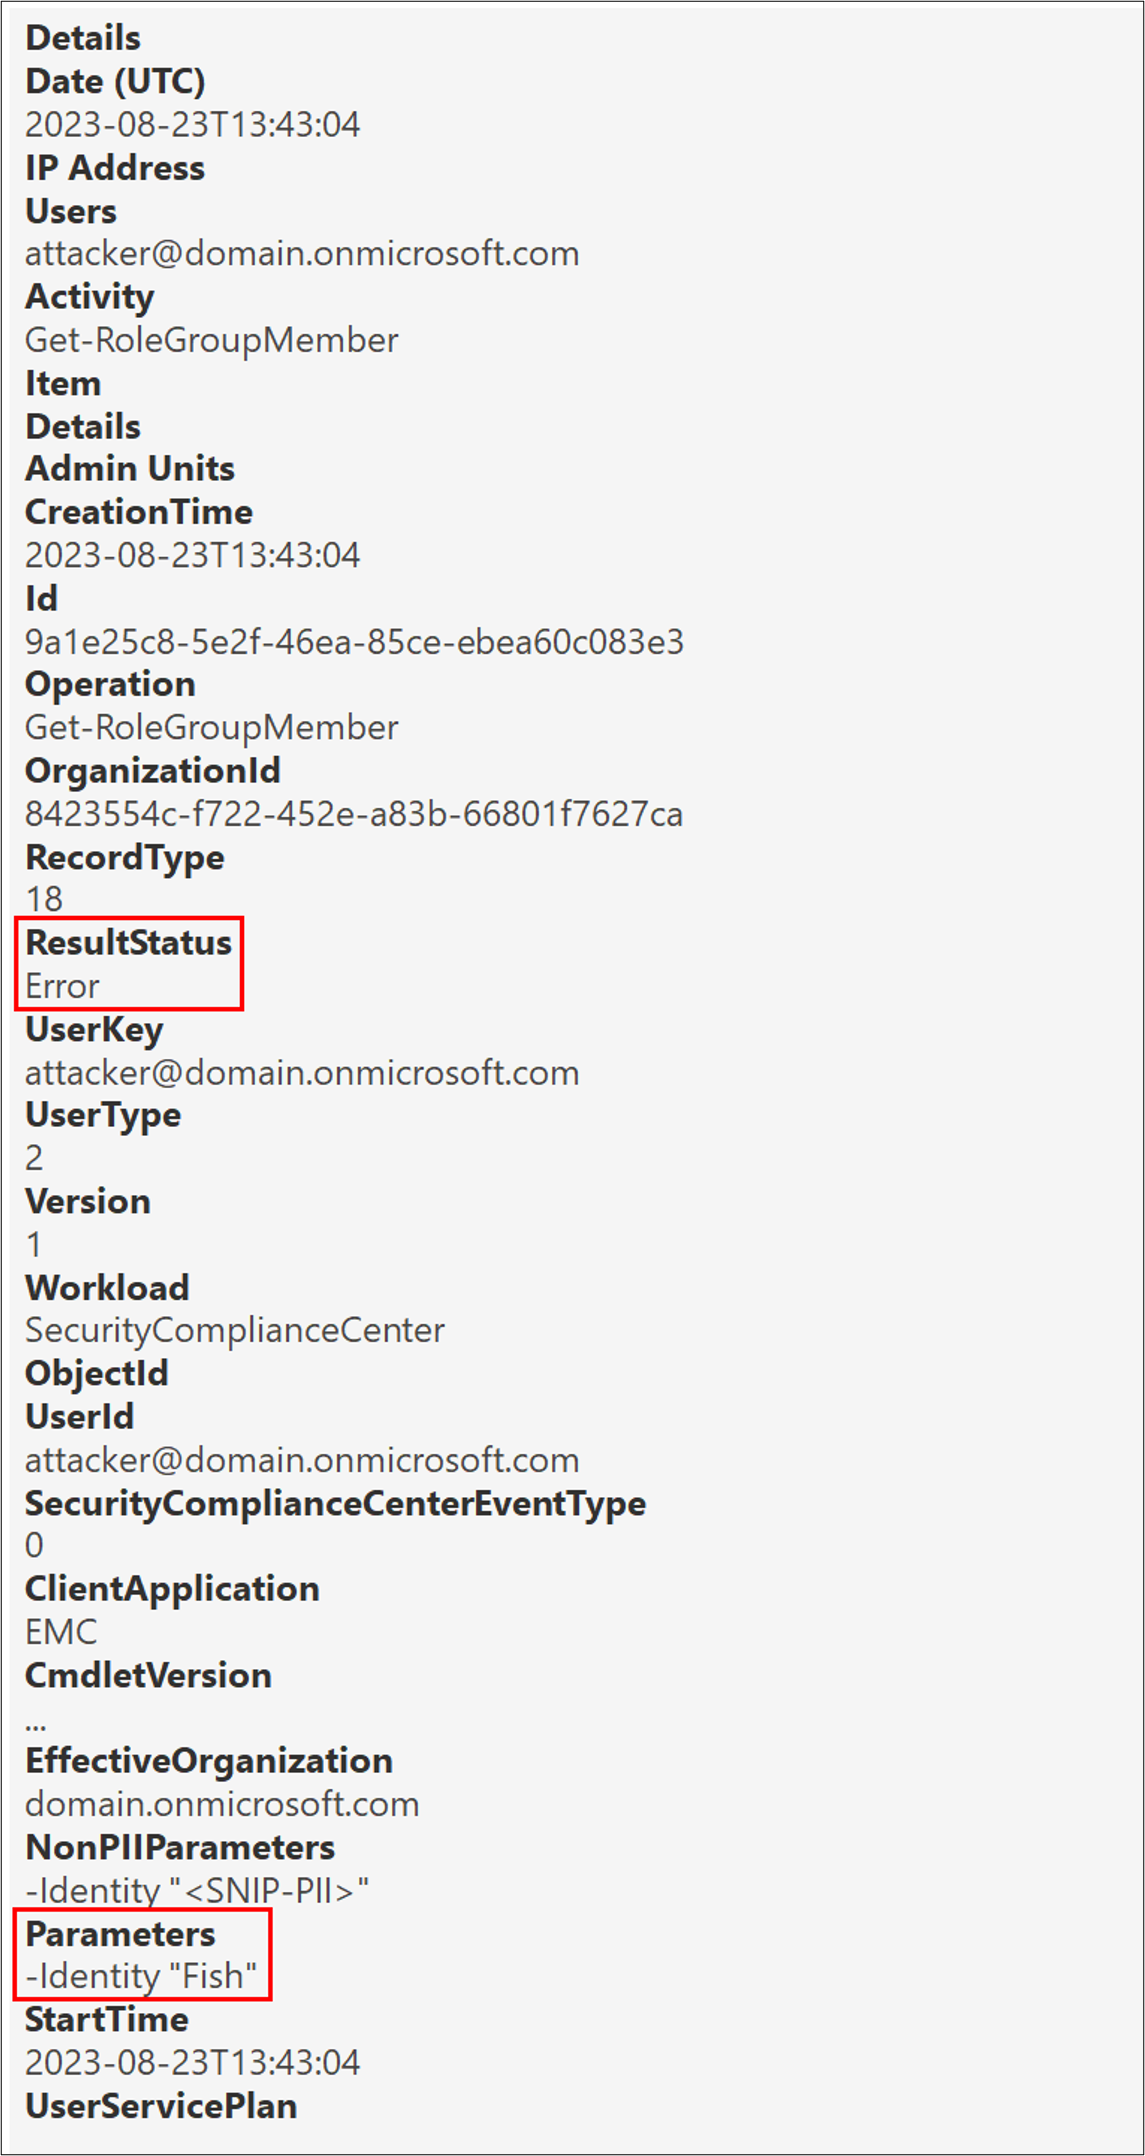 Details
Date (UTC)
2023-08-23T13:43:04
IP Address
Users
attacker@domain.onmicrosoft.com
Activity
Get-RoleGroupMember
Item
Details
Admin Units
CreationTime
2023-08-23T13:43:04
Id
9a1e25c8-5e2f-46ea-85ce-ebea60c083e3
Operation
Get-RoleGroupMember
OrganizationId
8423554c-f722-452e-a83b-66801f7627ca
RecordType
18
ResultStatus
Error
UserKey
attacker@domain.onmicrosoft.com
UserType
2
Version
1
Workload
SecurityComplianceCenter
ObjectId
UserId
attacker@domain.onmicrosoft.com
SecurityComplianceCenterEventType
0
ClientApplication
EMC
CmdletVersion
...
EffectiveOrganization
domain.onmicrosoft.com
NonPIIParameters
-Identity "<SNIP-PII>"
Parameters
-Identity "Fish"
StartTime
2023-08-23T13:43:04
UserServicePlan